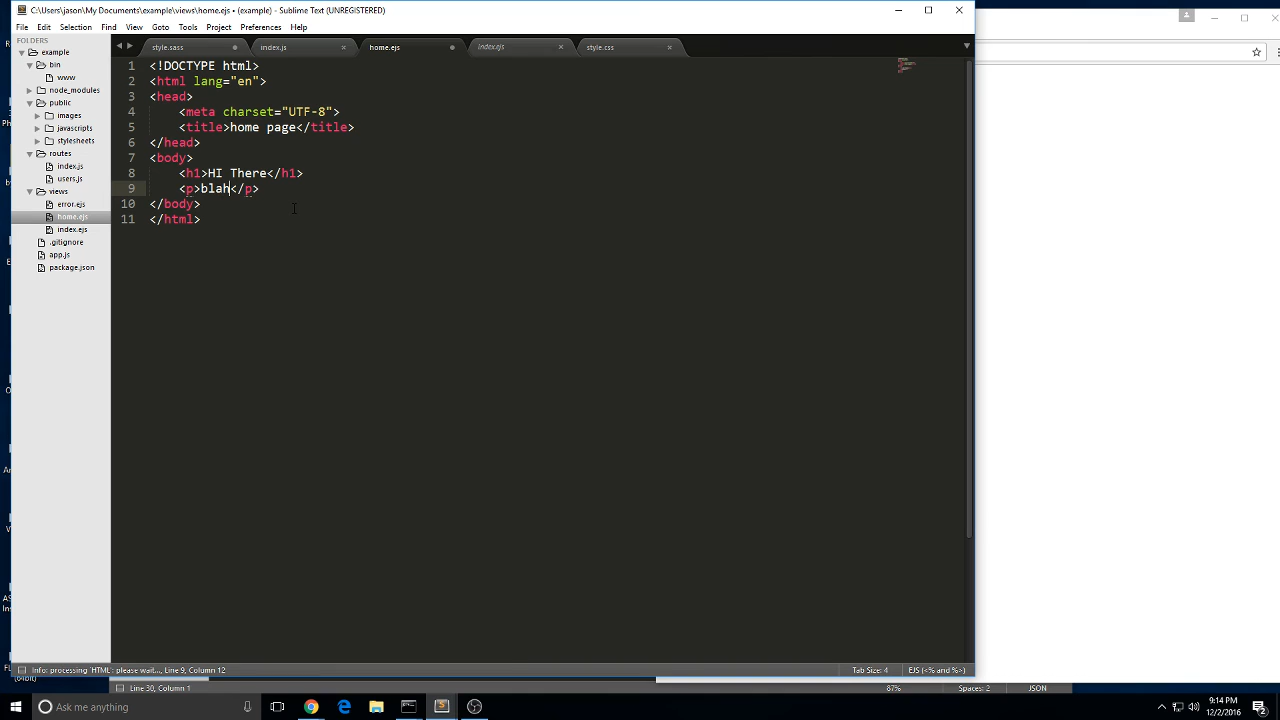 C:\Users\jason\My Documents\example\views\home.ejs • (example) - Sublime Text (UNREGISTERED)
File Edit Selection Find View Goto Tools Project Preferences Help
FOLDERS
example
bin
www
node_modules
public
images
javascripts
stylesheets
routes
index.js
users.js
views
error.ejs
home.ejs
index.ejs
.gitignore
app.js
package.json
style.sass index.js home.ejs index.ejs style.css
1 <!DOCTYPE html>
2 <html lang="en">
3 <head>
4 <meta charset="UTF-8">
5 <title>home page</title>
6 </head>
7 <body>
8 <h1>HI There</h1>
9 <p>blah</p>
10 </body>
11 </html>
Info: processing `HTML`: please wait..., Line 9, Column 12 Tab Size: 4 EJS (<% and %>)
(64bit) Line 30, Column 1 87% Spaces: 2 JSON
Ask me anything
9:14 PM
12/2/2016
2